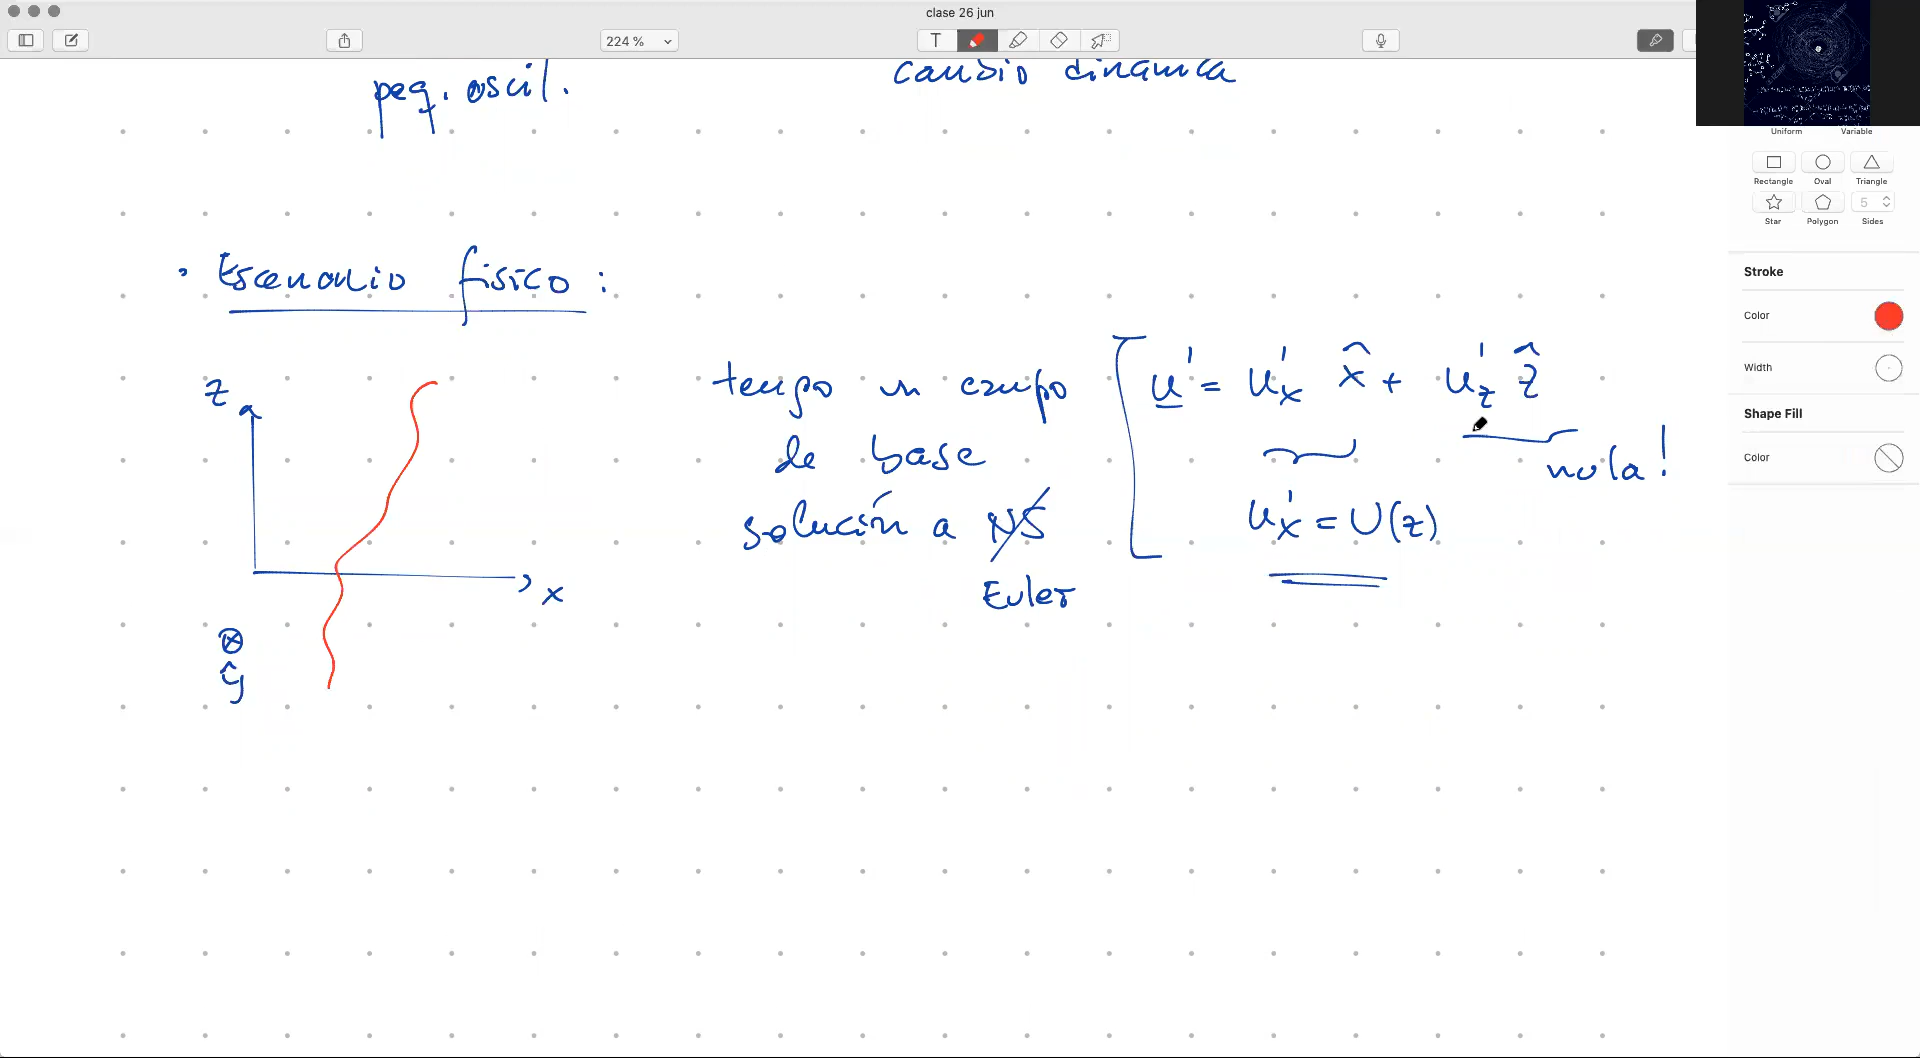 clase 26 jun
224 %
T
peq. oscil.
cambio dinámica
Uniform Variable
Rectangle Oval Triangle
5
Star Polygon Sides
Stroke
Color
Width
Shape Fill
Color
• Escenario físico:
z
x
⊗
ŷ
tengo un campo
de base
solución a NS
Euler
u' = u'x x̂ + u'z ẑ
nula!
u'x = U(z)